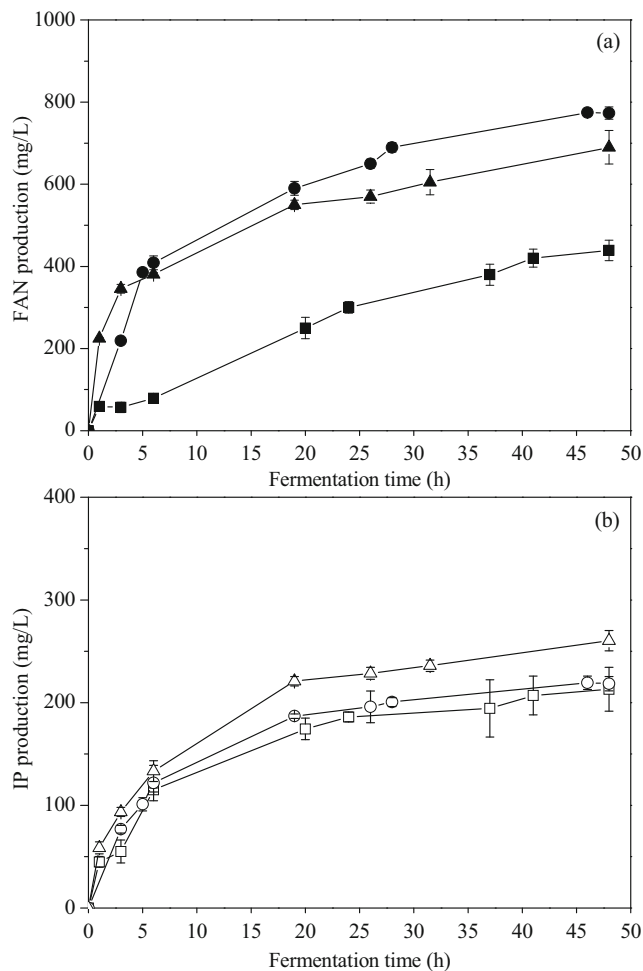 1000
(a)
800
600
400
200
0
FAN production (mg/L)
0 5 10 15 20 25 30 35 40 45 50
Fermentation time (h)
400
(b)
300
200
100
0
IP production (mg/L)
0 5 10 15 20 25 30 35 40 45 50
Fermentation time (h)